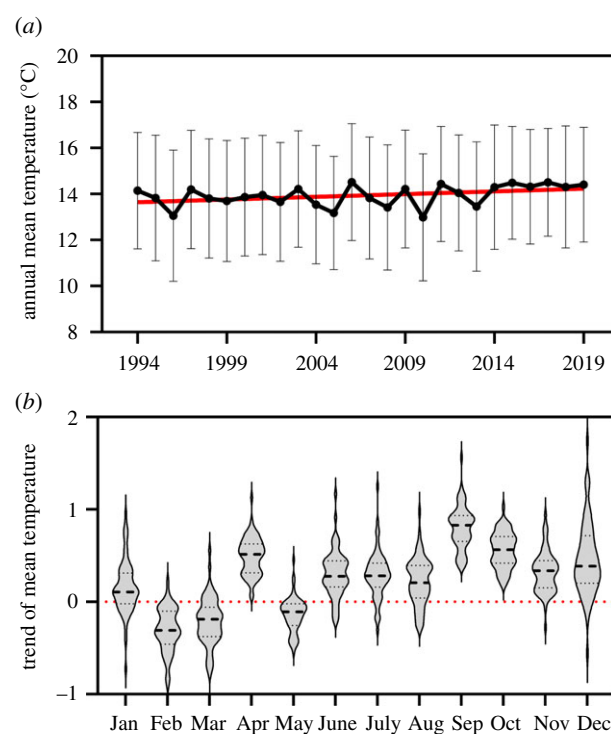 (a)
annual mean temperature (°C)
20
18
16
14
12
10
8
1994 1999 2004 2009 2014 2019
(b)
trend of mean temperature
2
1
0
–1
Jan Feb Mar Apr May June July Aug Sep Oct Nov Dec